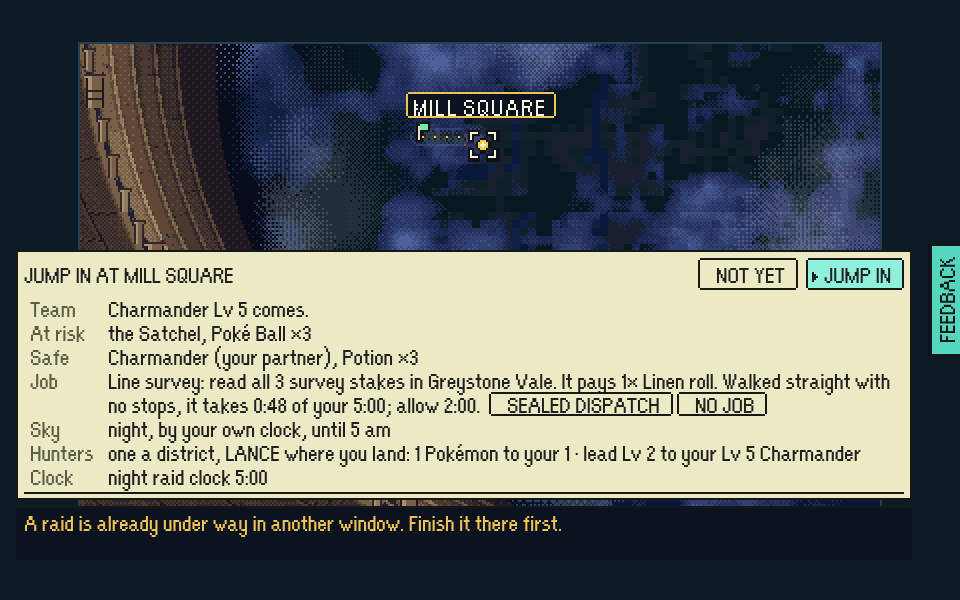 MILL SQUARE
JUMP IN AT MILL SQUARE
NOT YET
JUMP IN
Team Charmander Lv 5 comes.
At risk the Satchel, Poké Ball ×3
Safe Charmander (your partner), Potion ×3
Job Line survey: read all 3 survey stakes in Greystone Vale. It pays 1× Linen roll. Walked straight with
no stops, it takes 0:48 of your 5:00; allow 2:00. SEALED DISPATCH NO JOB
Sky night, by your own clock, until 5 am
Hunters one a district, LANCE where you land: 1 Pokémon to your 1 · lead Lv 2 to your Lv 5 Charmander
Clock night raid clock 5:00
A raid is already under way in another window. Finish it there first.
FEEDBACK